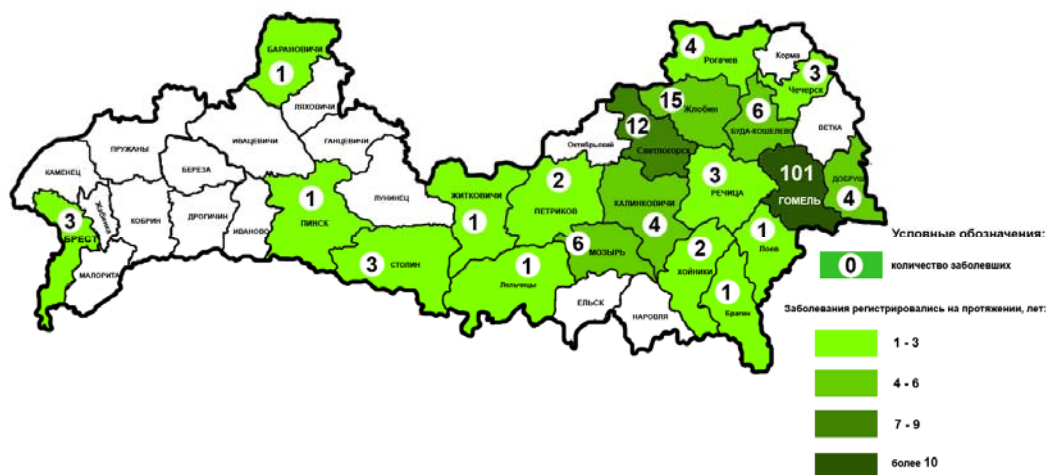 БАРАНОВИЧИ
1
ЛЯХОВИЧИ
ИВАЦЕВИЧИ
ГАНЦЕВИЧИ
ПРУЖАНЫ
БЕРЕЗА
КАМЕНЕЦ
Жабинка
КОБРИН
ДРОГИЧИН
ИВАНОВО
1
ПИНСК
ЛУНИНЕЦ
3
БРЕСТ
МАЛОРИТА
3
СТОЛИН
ЖИТКОВИЧИ
1
1
Лельчицы
2
ПЕТРИКОВ
6
МОЗЫРЬ
ЕЛЬСК
НАРОВЛЯ
КАЛИНКОВИЧИ
4
Октябрьский
12
Светлогорск
15
Жлобин
4
Рогачев
Корма
3
Чечерск
6
БУДА-КОШЕЛЕВО
ВЕТКА
101
ГОМЕЛЬ
ДОБРУШ
4
3
РЕЧИЦА
2
ХОЙНИКИ
1
Лоев
1
Брагин
Условные обозначения:
0
количество заболевших
Заболевания регистрировались на протяжении, лет:
1 - 3
4 - 6
7 - 9
более 10